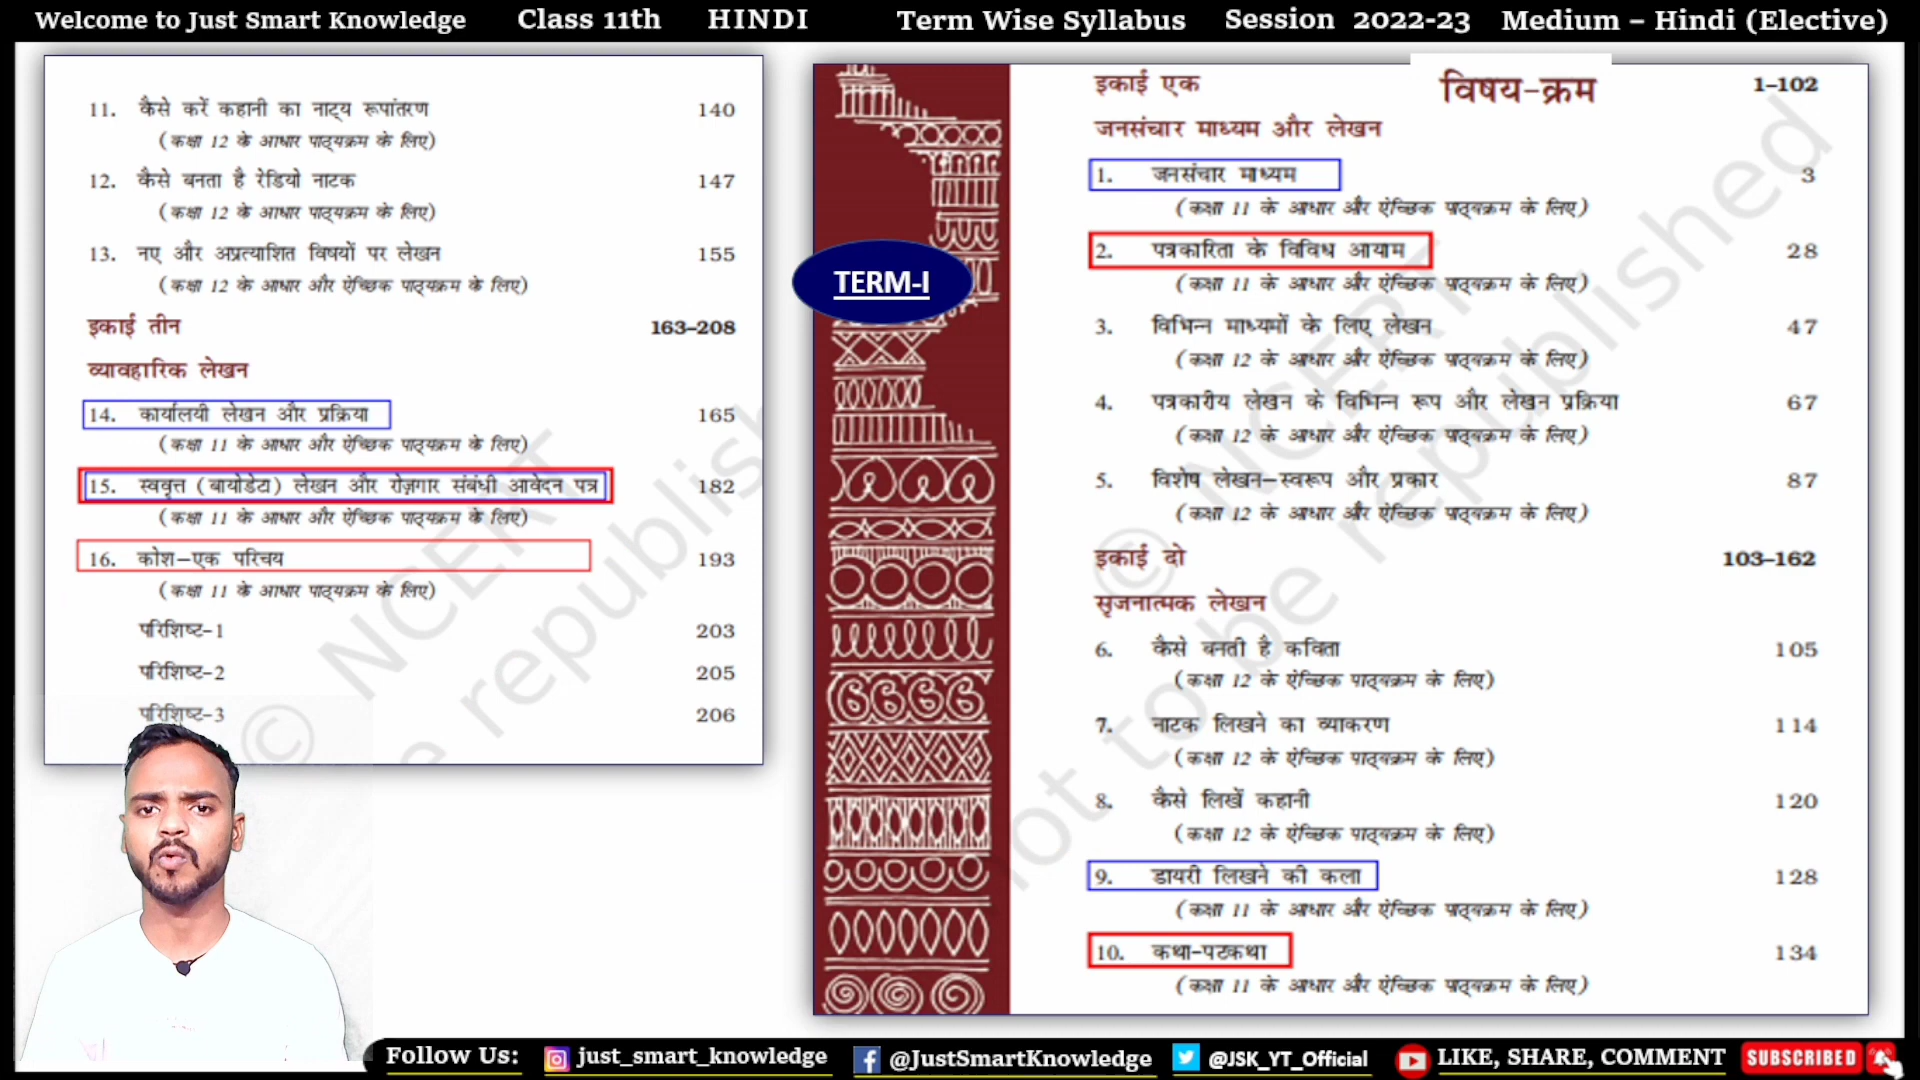 Welcome to Just Smart Knowledge Class 11th HINDI Term Wise Syllabus Session 2022-23 Medium – Hindi (Elective)
11. कैसे करें कहानी का नाट्य रूपांतरण 140
(कक्षा 12 के आधार पाठ्यक्रम के लिए)
12. कैसे बनता है रेडियो नाटक 147
(कक्षा 12 के आधार पाठ्यक्रम के लिए)
13. नए और अप्रत्याशित विषयों पर लेखन 155
(कक्षा 12 के आधार और ऐच्छिक पाठ्यक्रम के लिए)
इकाई तीन 163–208
व्यावहारिक लेखन
14. कार्यालयी लेखन और प्रक्रिया 165
(कक्षा 11 के आधार और ऐच्छिक पाठ्यक्रम के लिए)
15. स्ववृत्त (बायोडेटा) लेखन और रोज़गार संबंधी आवेदन पत्र 182
(कक्षा 11 के आधार और ऐच्छिक पाठ्यक्रम के लिए)
16. कोश–एक परिचय 193
(कक्षा 11 के आधार पाठ्यक्रम के लिए)
परिशिष्ट-1 203
परिशिष्ट-2 205
परिशिष्ट-3 206
© NCERT
e republish
TERM-I
विषय-क्रम
इकाई एक 1–102
जनसंचार माध्यम और लेखन
1. जनसंचार माध्यम 3
(कक्षा 11 के आधार और ऐच्छिक पाठ्यक्रम के लिए)
2. पत्रकारिता के विविध आयाम 28
(कक्षा 11 के आधार और ऐच्छिक पाठ्यक्रम के लिए)
3. विभिन्न माध्यमों के लिए लेखन 47
(कक्षा 12 के आधार और ऐच्छिक पाठ्यक्रम के लिए)
4. पत्रकारीय लेखन के विभिन्न रूप और लेखन प्रक्रिया 67
(कक्षा 12 के आधार और ऐच्छिक पाठ्यक्रम के लिए)
5. विशेष लेखन–स्वरूप और प्रकार 87
(कक्षा 12 के आधार और ऐच्छिक पाठ्यक्रम के लिए)
इकाई दो 103–162
सृजनात्मक लेखन
6. कैसे बनती है कविता 105
(कक्षा 12 के ऐच्छिक पाठ्यक्रम के लिए)
7. नाटक लिखने का व्याकरण 114
(कक्षा 12 के ऐच्छिक पाठ्यक्रम के लिए)
8. कैसे लिखें कहानी 120
(कक्षा 12 के ऐच्छिक पाठ्यक्रम के लिए)
9. डायरी लिखने की कला 128
(कक्षा 11 के आधार और ऐच्छिक पाठ्यक्रम के लिए)
10. कथा-पटकथा 134
(कक्षा 11 के आधार और ऐच्छिक पाठ्यक्रम के लिए)
© NCERT
not to be republished
Follow Us: just_smart_knowledge @JustSmartKnowledge @JSK_YT_Official LIKE, SHARE, COMMENT SUBSCRIBED